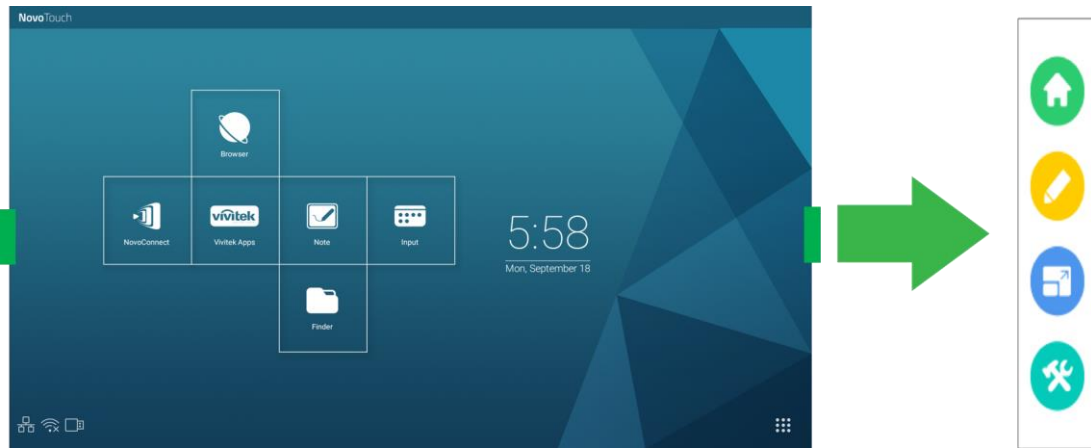 NovoTouch
Browser
NovoConnect
vivitek
Vivitek Apps
Note
Input
5:58
Mon, September 18
Finder